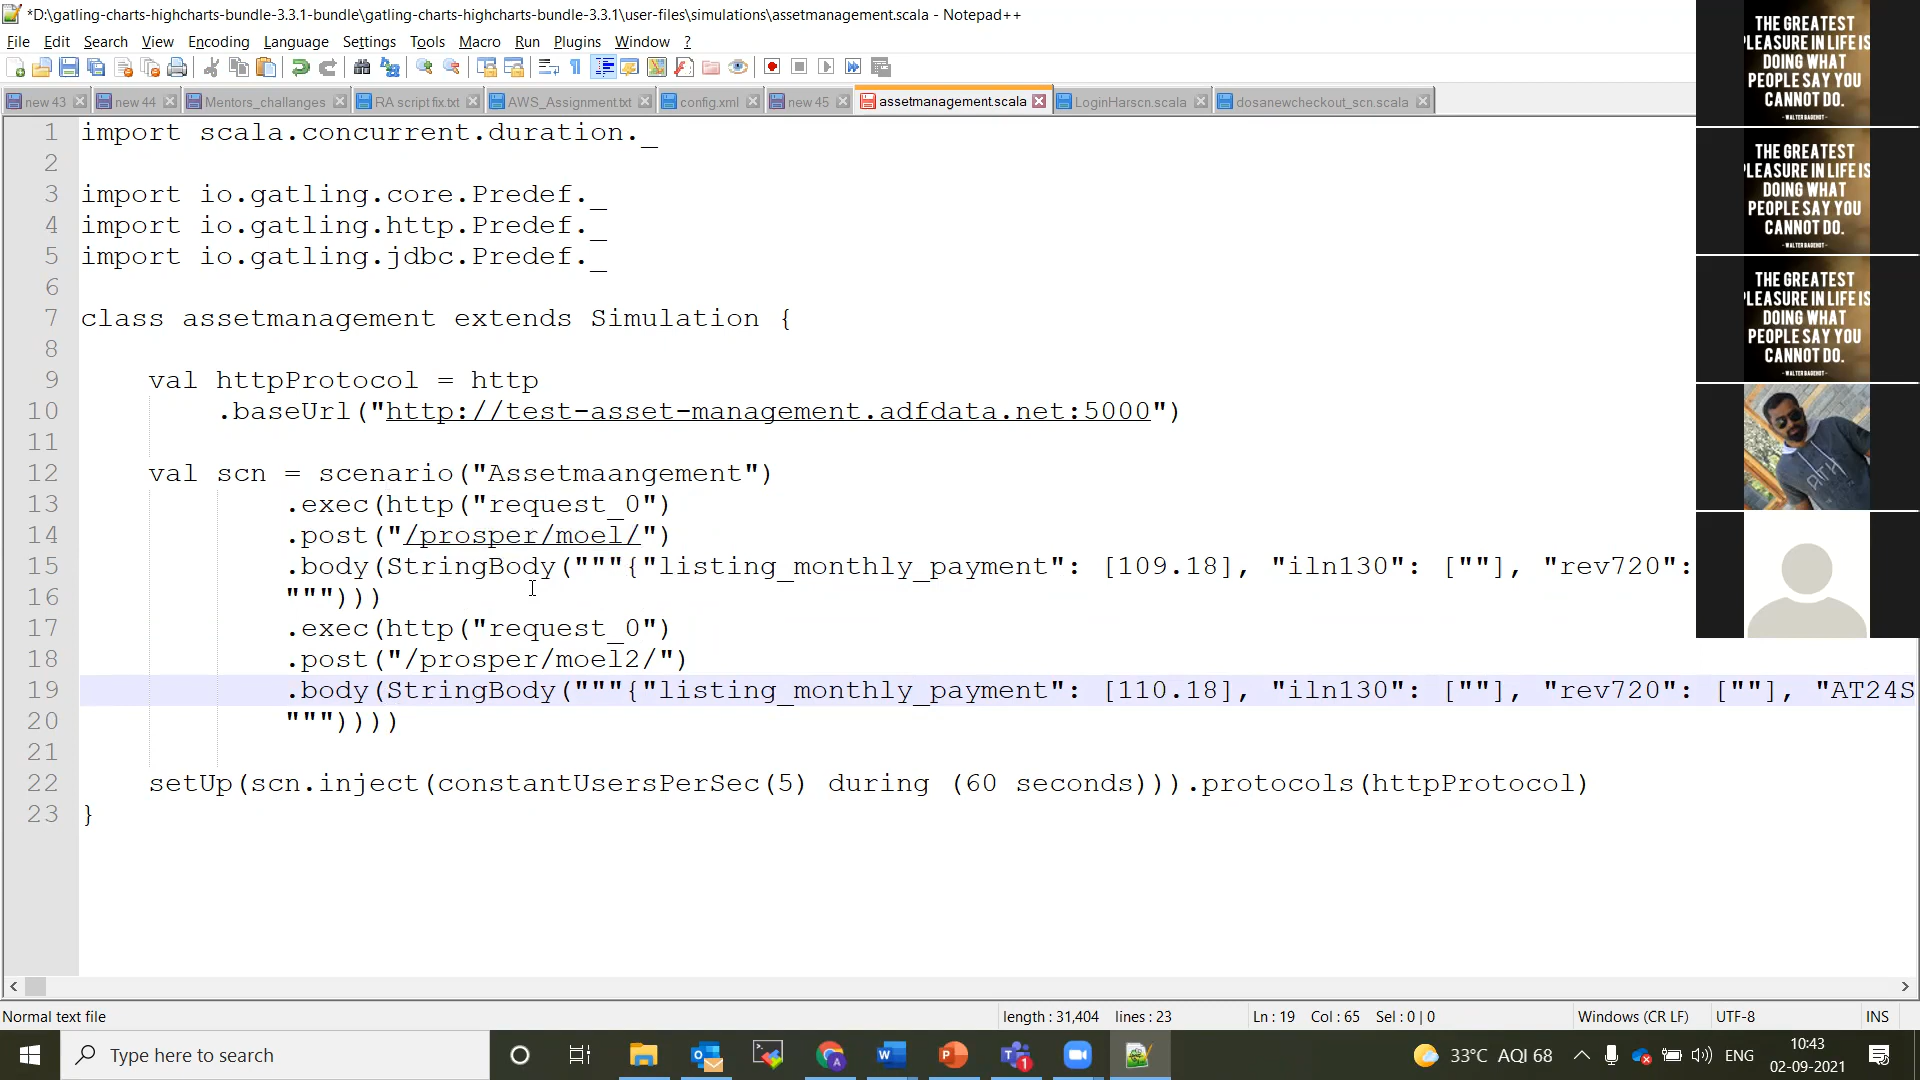 *D:\gatling-charts-highcharts-bundle-3.3.1-bundle\gatling-charts-highcharts-bundle-3.3.1\user-files\simulations\assetmanagement.scala - Notepad++
File Edit Search View Encoding Language Settings Tools Macro Run Plugins Window ?
new 43 new 44 Mentors_challanges RA script fix.txt AWS_Assignment.txt config.xml new 45 assetmanagement.scala LoginHarscn.scala dosanewcheckout_scn.scala
1 import scala.concurrent.duration._
2
3 import io.gatling.core.Predef._
4 import io.gatling.http.Predef._
5 import io.gatling.jdbc.Predef._
6
7 class assetmanagement extends Simulation {
8
9 val httpProtocol = http
10 .baseUrl("http://test-asset-management.adfdata.net:5000")
11
12 val scn = scenario("Assetmaangement")
13 .exec(http("request_0")
14 .post("/prosper/moel/")
15 .body(StringBody("""{"listing_monthly_payment": [109.18], "iln130": [""], "rev720":
16 """)))
17 .exec(http("request_0")
18 .post("/prosper/moel2/")
19 .body(StringBody("""{"listing_monthly_payment": [110.18], "iln130": [""], "rev720": [""], "AT24S
20 """))))
21
22 setUp(scn.inject(constantUsersPerSec(5) during (60 seconds))).protocols(httpProtocol)
23 }
Normal text file
length : 31,404 lines : 23
Ln : 19 Col : 65 Sel : 0 | 0
Windows (CR LF)
UTF-8
INS
Type here to search
33°C AQI 68
ENG
10:43
02-09-2021
THE GREATEST
PLEASURE IN LIFE IS
DOING WHAT
PEOPLE SAY YOU
CANNOT DO.
- WALTER BAGEHOT -
THE GREATEST
PLEASURE IN LIFE IS
DOING WHAT
PEOPLE SAY YOU
CANNOT DO.
- WALTER BAGEHOT -
THE GREATEST
PLEASURE IN LIFE IS
DOING WHAT
PEOPLE SAY YOU
CANNOT DO.
- WALTER BAGEHOT -